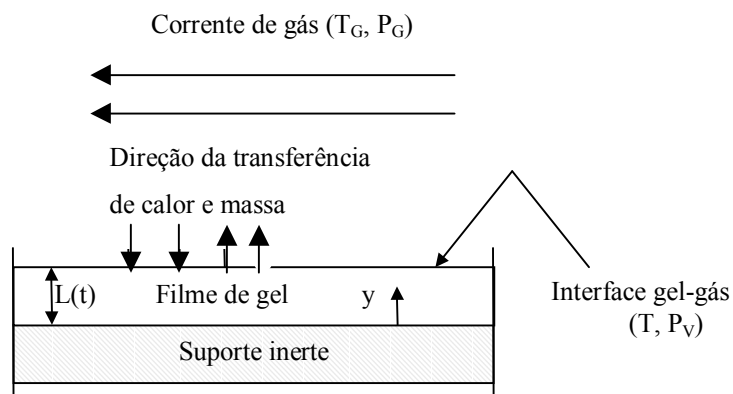 Corrente de gás (T_G, P_G)
Direção da transferência
de calor e massa
L(t)
Filme de gel
y
Interface gel-gás
(T, P_V)
Suporte inerte